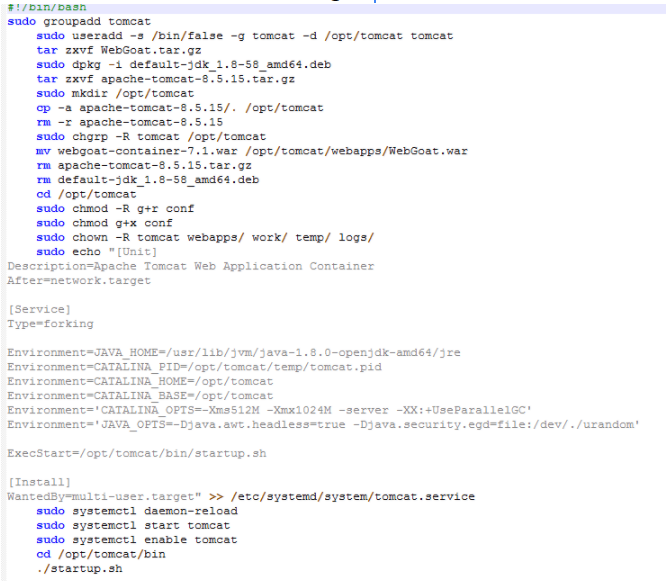 #!/bin/bash
sudo groupadd tomcat
sudo useradd -s /bin/false -g tomcat -d /opt/tomcat tomcat
tar zxvf WebGoat.tar.gz
sudo dpkg -i default-jdk_1.8-58_amd64.deb
tar zxvf apache-tomcat-8.5.15.tar.gz
sudo mkdir /opt/tomcat
cp -a apache-tomcat-8.5.15/. /opt/tomcat
rm -r apache-tomcat-8.5.15
sudo chgrp -R tomcat /opt/tomcat
mv webgoat-container-7.1.war /opt/tomcat/webapps/WebGoat.war
rm apache-tomcat-8.5.15.tar.gz
rm default-jdk_1.8-58_amd64.deb
cd /opt/tomcat
sudo chmod -R g+r conf
sudo chmod g+x conf
sudo chown -R tomcat webapps/ work/ temp/ logs/
sudo echo "[Unit]
Description=Apache Tomcat Web Application Container
After=network.target

[Service]
Type=forking

Environment=JAVA_HOME=/usr/lib/jvm/java-1.8.0-openjdk-amd64/jre
Environment=CATALINA_PID=/opt/tomcat/temp/tomcat.pid
Environment=CATALINA_HOME=/opt/tomcat
Environment=CATALINA_BASE=/opt/tomcat
Environment='CATALINA_OPTS=-Xms512M -Xmx1024M -server -XX:+UseParallelGC'
Environment='JAVA_OPTS=-Djava.awt.headless=true -Djava.security.egd=file:/dev/./urandom'

ExecStart=/opt/tomcat/bin/startup.sh

[Install]
WantedBy=multi-user.target" >> /etc/systemd/system/tomcat.service
sudo systemctl daemon-reload
sudo systemctl start tomcat
sudo systemctl enable tomcat
cd /opt/tomcat/bin
./startup.sh